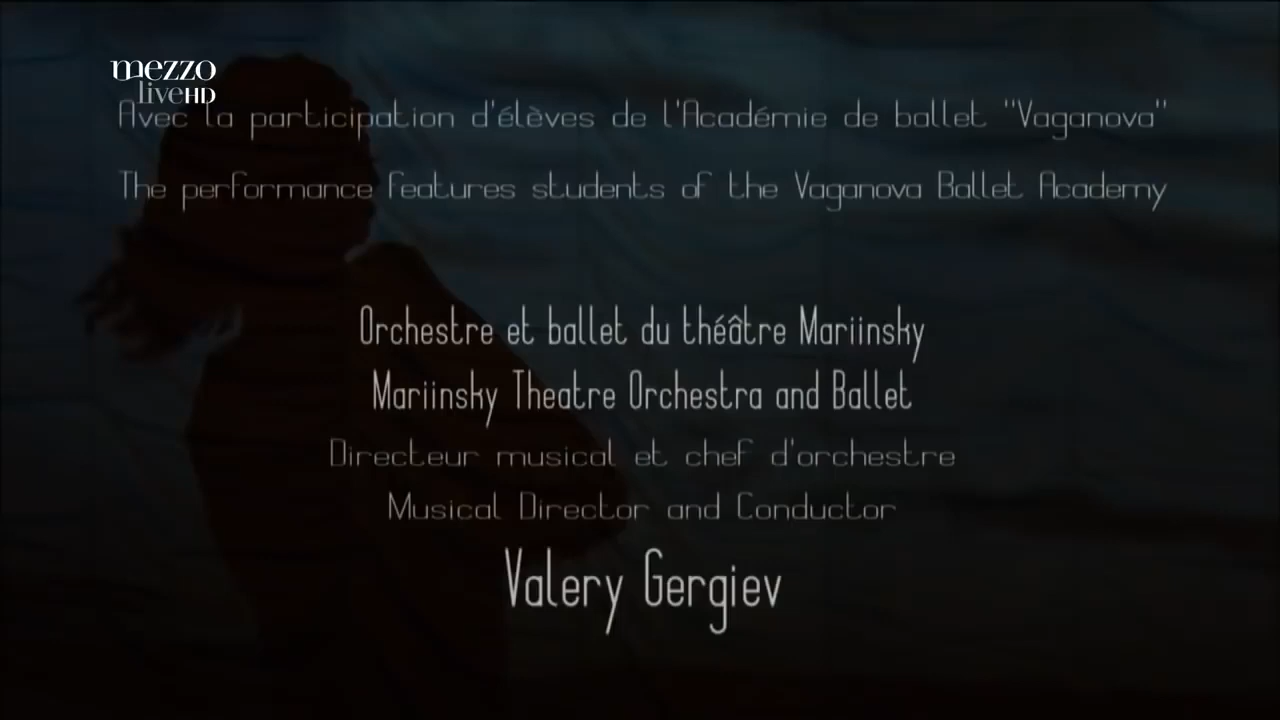 mezzo
liveHD
Avec la participation d'élèves de l'Académie de ballet "Vaganova"
The performance features students of the Vaganova Ballet Academy
Orchestre et ballet du théâtre Mariinsky
Mariinsky Theatre Orchestra and Ballet
Directeur musical et chef d'orchestre
Musical Director and Conductor
Valery Gergiev